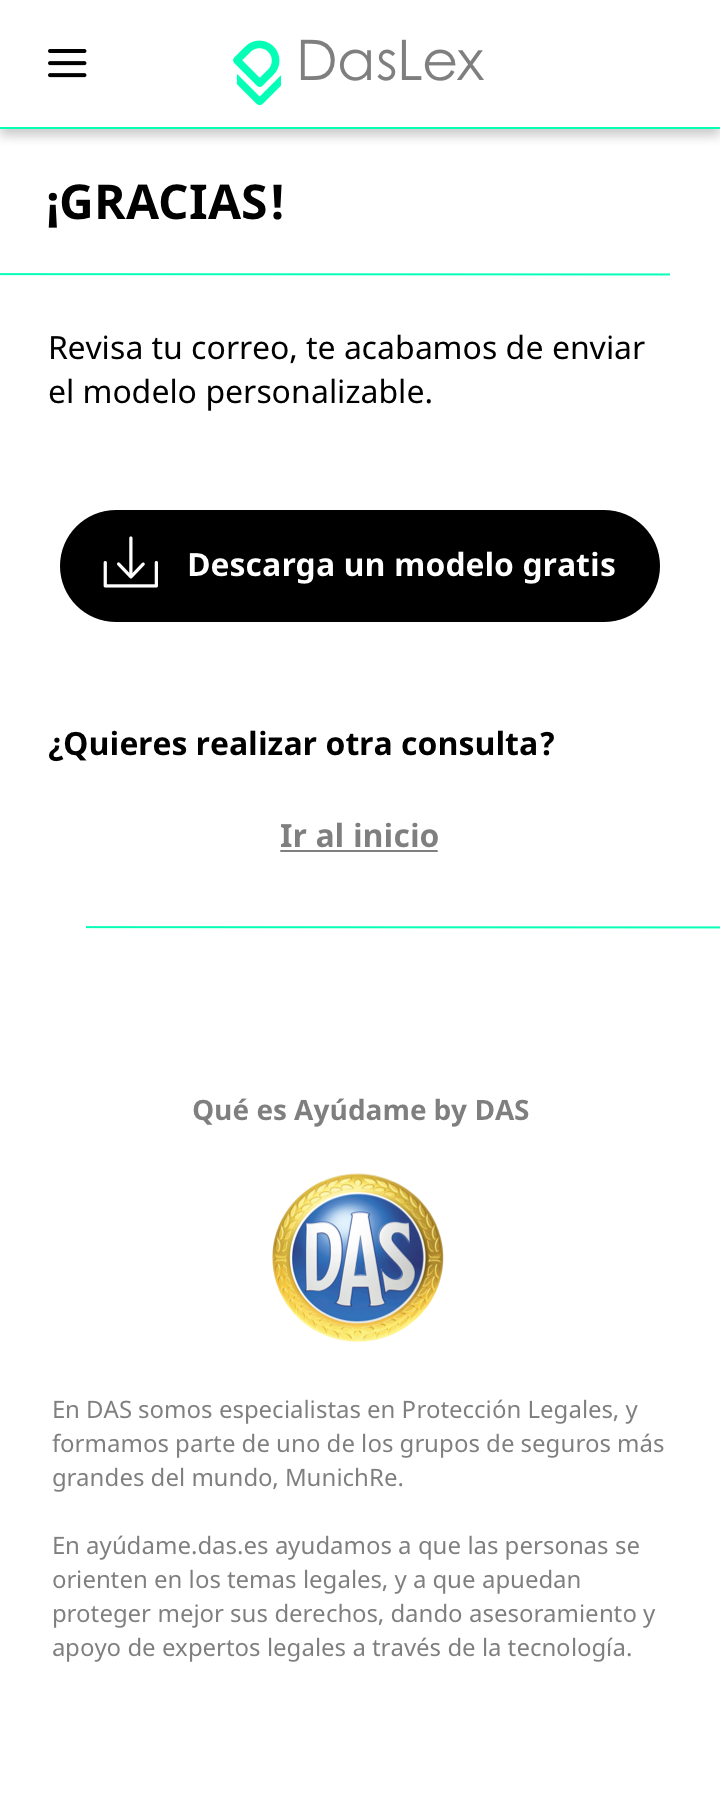 DasLex
¡GRACIAS!
Revisa tu correo, te acabamos de enviar
el modelo personalizable.
Descarga un modelo gratis
¿Quieres realizar otra consulta?
Ir al inicio
Qué es Ayúdame by DAS
DAS
En DAS somos especialistas en Protección Legales, y
formamos parte de uno de los grupos de seguros más
grandes del mundo, MunichRe.
En ayúdame.das.es ayudamos a que las personas se
orienten en los temas legales, y a que apuedan
proteger mejor sus derechos, dando asesoramiento y
apoyo de expertos legales a través de la tecnología.